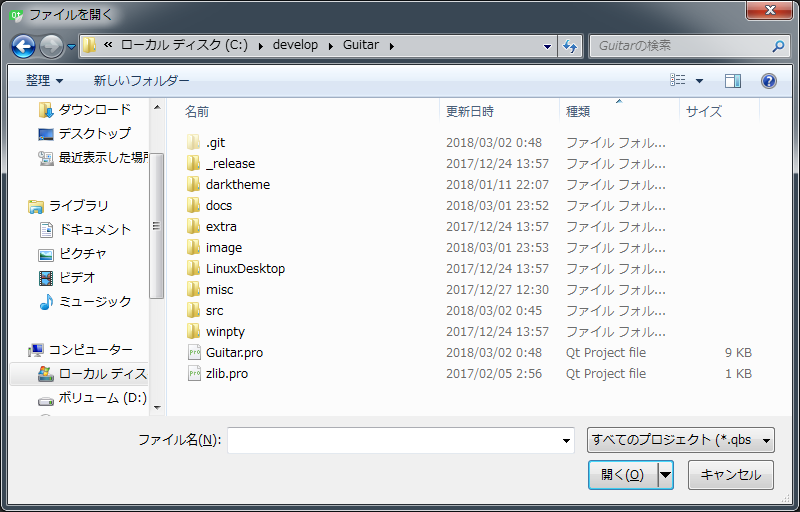 ファイルを開く
« ローカル ディスク (C:) develop Guitar
Guitarの検索
整理 新しいフォルダー
ダウンロード
デスクトップ
最近表示した場所
ライブラリ
ドキュメント
ピクチャ
ビデオ
ミュージック
コンピューター
ローカル ディス
ボリューム (D:)
名前 更新日時 種類 サイズ
.git 2018/03/02 0:48 ファイル フォル...
_release 2017/12/24 13:57 ファイル フォル...
darktheme 2018/01/11 22:07 ファイル フォル...
docs 2018/03/01 23:52 ファイル フォル...
extra 2017/12/24 13:57 ファイル フォル...
image 2018/03/01 23:53 ファイル フォル...
LinuxDesktop 2017/12/24 13:57 ファイル フォル...
misc 2017/12/27 12:30 ファイル フォル...
src 2018/03/02 0:45 ファイル フォル...
winpty 2017/12/24 13:57 ファイル フォル...
Guitar.pro 2018/03/02 0:48 Qt Project file 9 KB
zlib.pro 2017/02/05 2:56 Qt Project file 1 KB
ファイル名(N):
すべてのプロジェクト (*.qbs
開く(O) キャンセル